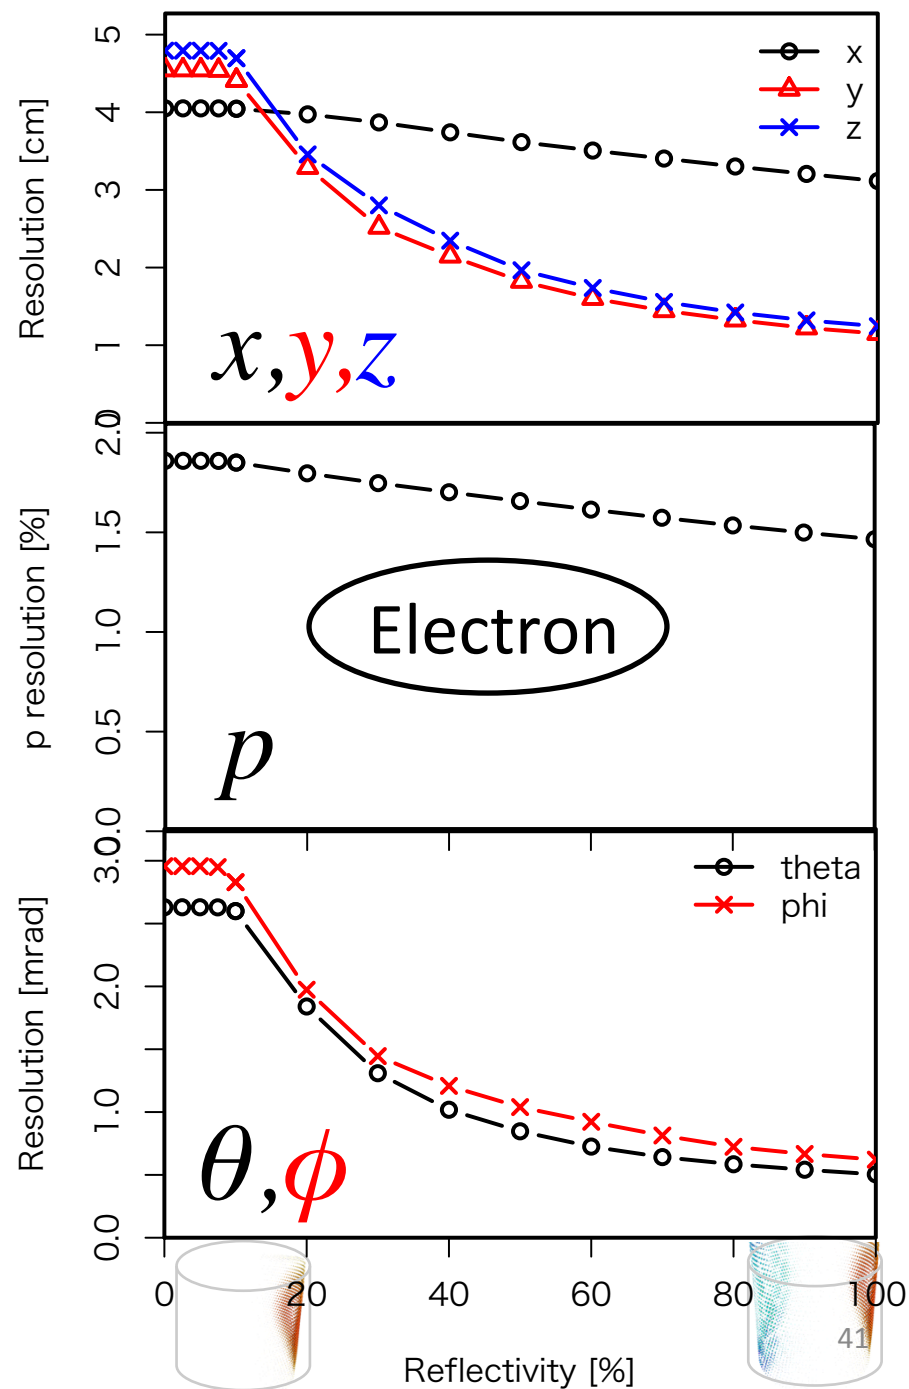 Resolution [cm]
5
4
3
2
1
0
x
y
z
x,y,z
p resolution [%]
2.0
1.5
1.0
0.5
0.0
Electron
p
Resolution [mrad]
3.0
2.0
1.0
0.0
theta
phi
θ,ϕ
0 20 40 60 80 100
41
Reflectivity [%]